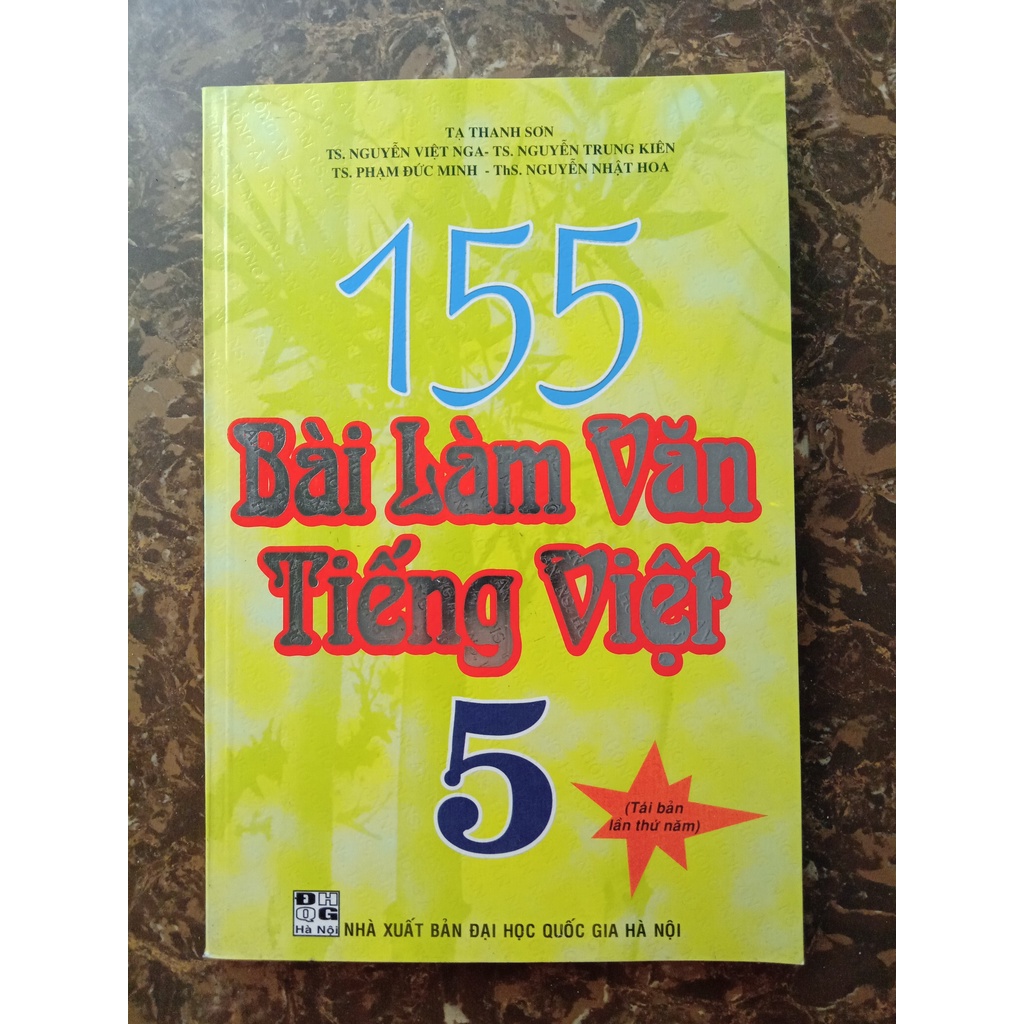 TẠ THANH SƠN
TS. NGUYỄN VIỆT NGA- TS. NGUYỄN TRUNG KIÊN
TS. PHẠM ĐỨC MINH - ThS. NGUYỄN NHẬT HOA
155
Bài Làm Văn
Tiếng Việt
5
(Tái bản
lần thứ năm)
ĐH
QG
Hà Nội
NHÀ XUẤT BẢN ĐẠI HỌC QUỐC GIA HÀ NỘI